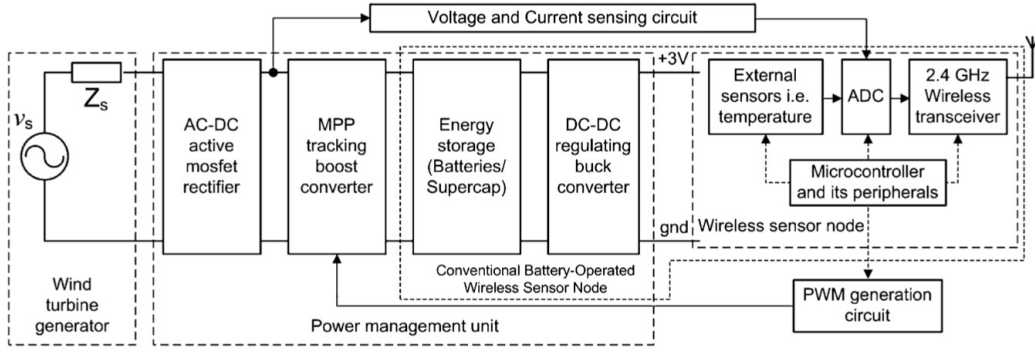 Voltage and Current sensing circuit
Zs
vs
AC-DC
active
mosfet
rectifier
MPP
tracking
boost
converter
Energy
storage
(Batteries/
Supercap)
DC-DC
regulating
buck
converter
+3V
gnd
External
sensors i.e.
temperature
ADC
2.4 GHz
Wireless
transceiver
Microcontroller
and its peripherals
Wireless sensor node
Conventional Battery-Operated
Wireless Sensor Node
Wind
turbine
generator
Power management unit
PWM generation
circuit